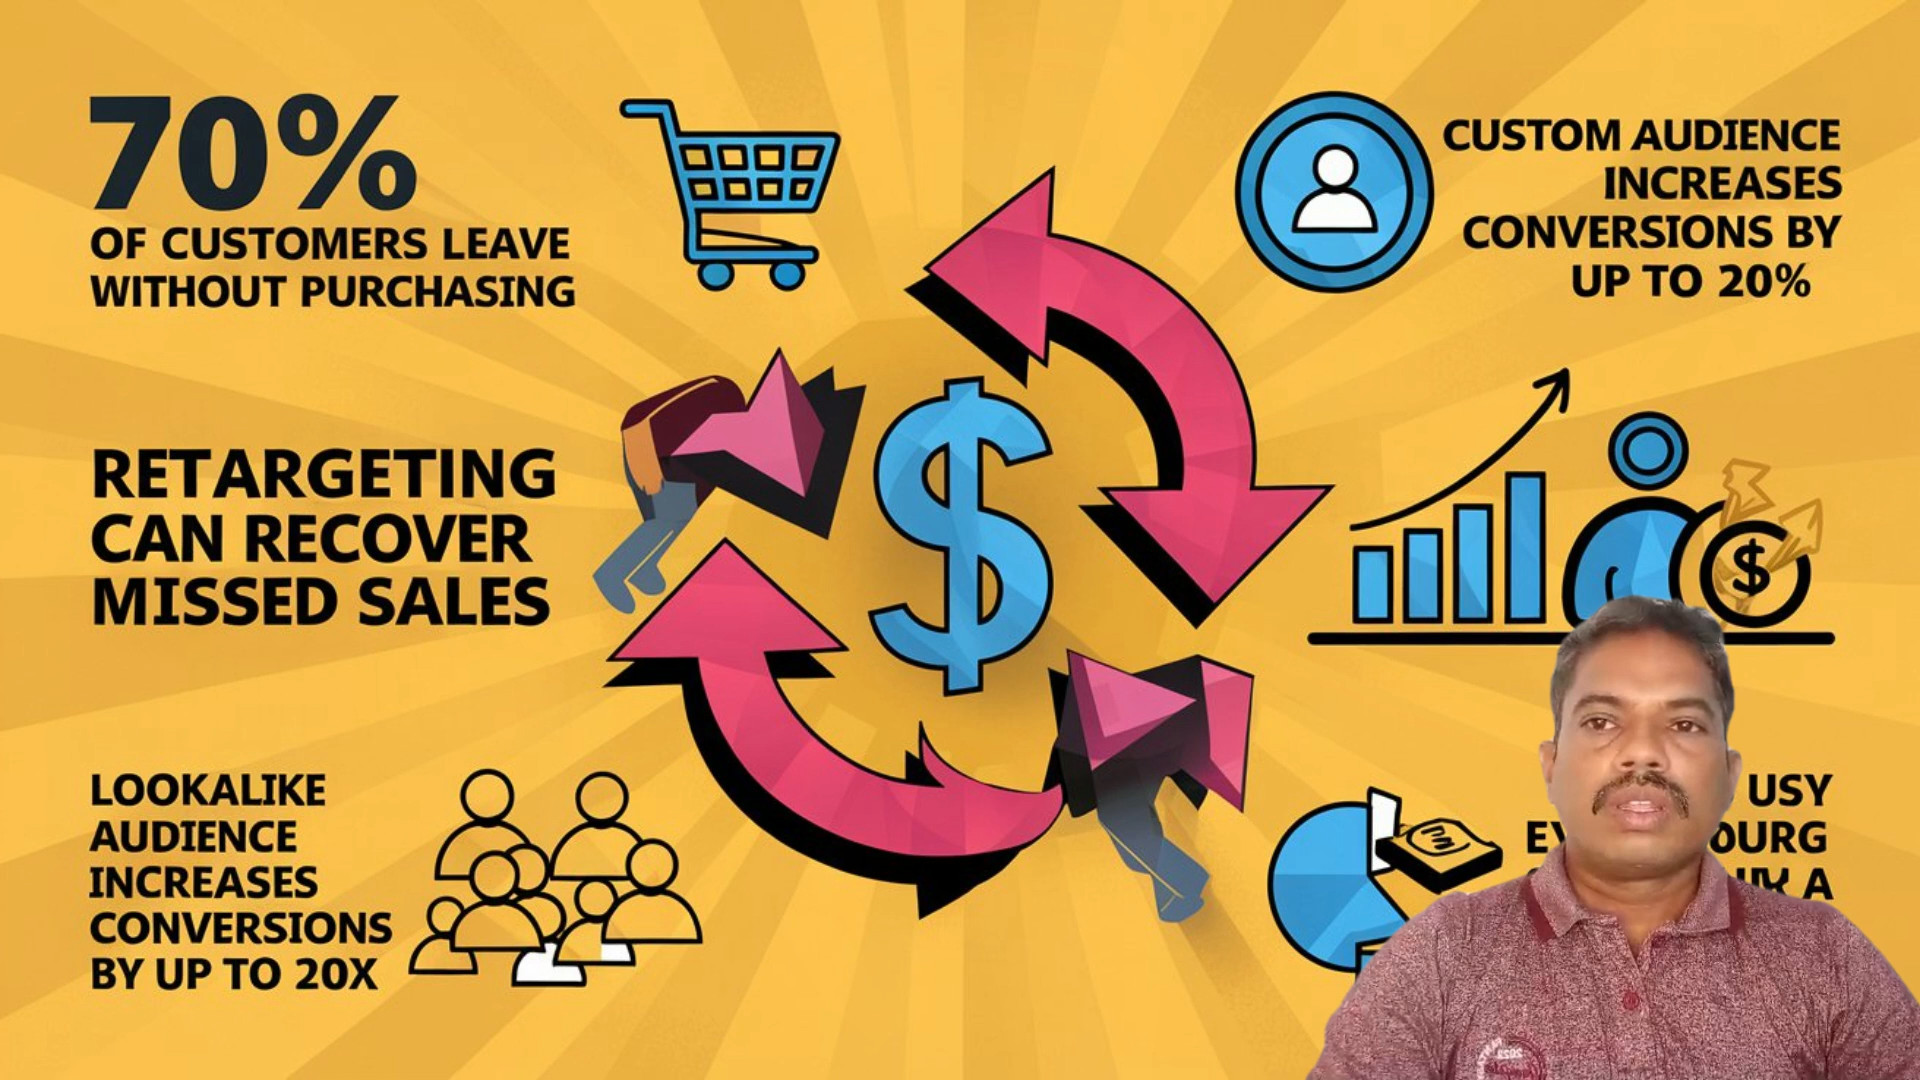 70%
OF CUSTOMERS LEAVE
WITHOUT PURCHASING
CUSTOM AUDIENCE
INCREASES
CONVERSIONS BY
UP TO 20%
$
RETARGETING
CAN RECOVER
MISSED SALES
$
LOOKALIKE
AUDIENCE
INCREASES
CONVERSIONS
BY UP TO 20X
USY
A